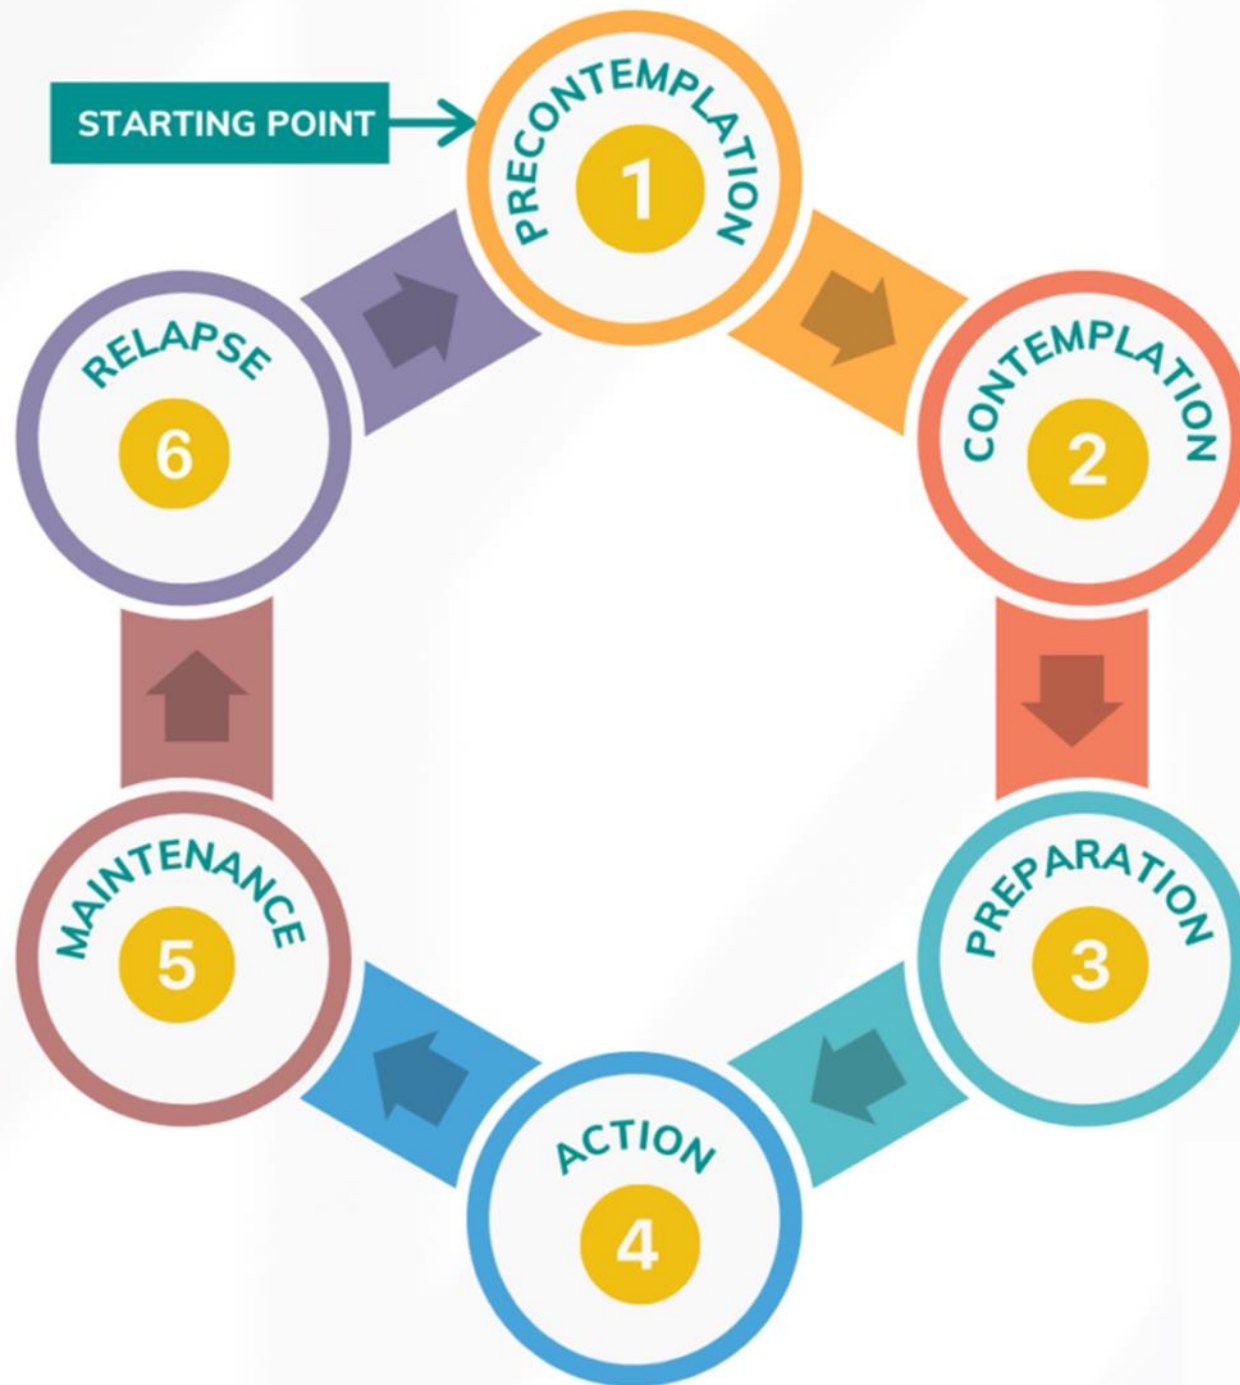 STARTING POINT
PRECONTEMPLATION
1
CONTEMPLATION
2
PREPARATION
3
ACTION
4
MAINTENANCE
5
RELAPSE
6